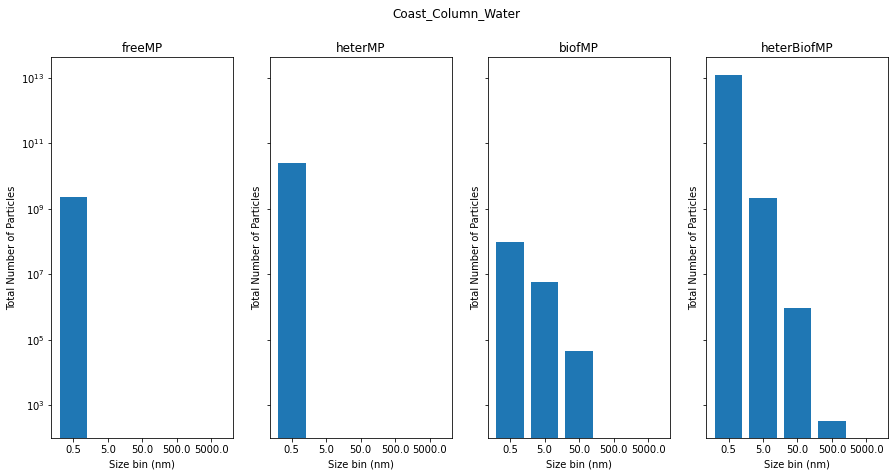 Coast_Column_Water
freeMP
heterMP
biofMP
heterBiofMP
Total Number of Particles
10^13
10^11
10^9
10^7
10^5
10^3
0.5 5.0 50.0 500.0 5000.0
Size bin (nm)
Total Number of Particles
0.5 5.0 50.0 500.0 5000.0
Size bin (nm)
Total Number of Particles
0.5 5.0 50.0 500.0 5000.0
Size bin (nm)
Total Number of Particles
0.5 5.0 50.0 500.0 5000.0
Size bin (nm)